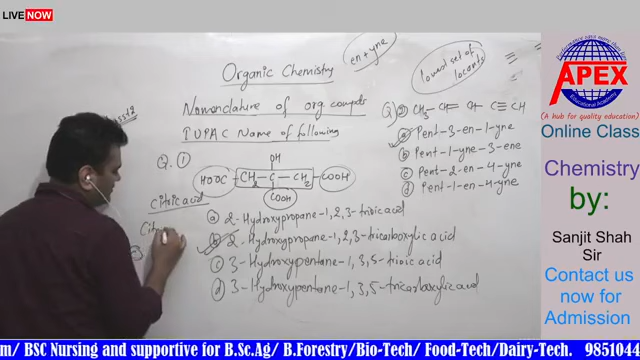 LIVE NOW
en+yne
lowest set of locants
Organic Chemistry
Nomenclature of org compds
IUPAC Name of following
Q. 1
OH
HOOC CH2 - C - CH2 - COOH
COOH
citric acid
(a) 2-Hydroxypropane-1,2,3-trioic acid
(b) 2-Hydroxypropane-1,2,3-tricarboxylic acid
(c) 3-Hydroxypentane-1,3,5-trioic acid
(d) 3-Hydroxypentane-1,3,5-tricarboxylic acid
Q) 2) CH3 - CH = CH - C ≡ CH
(a) Pent-3-en-1-yne
(b) Pent-1-yne-3-ene
(c) Pent-2-en-4-yne
(d) Pent-1-en-4-yne
Performance oriented
APEX
Educational Academy
(A hub for quality education)
Online Class
Chemistry
by:
Sanjit Shah
Sir
Contact us
now for
Admission
m/ BSC Nursing and supportive for B.Sc.Ag/ B.Forestry/Bio-Tech/ Food-Tech/Dairy-Tech. 9851044